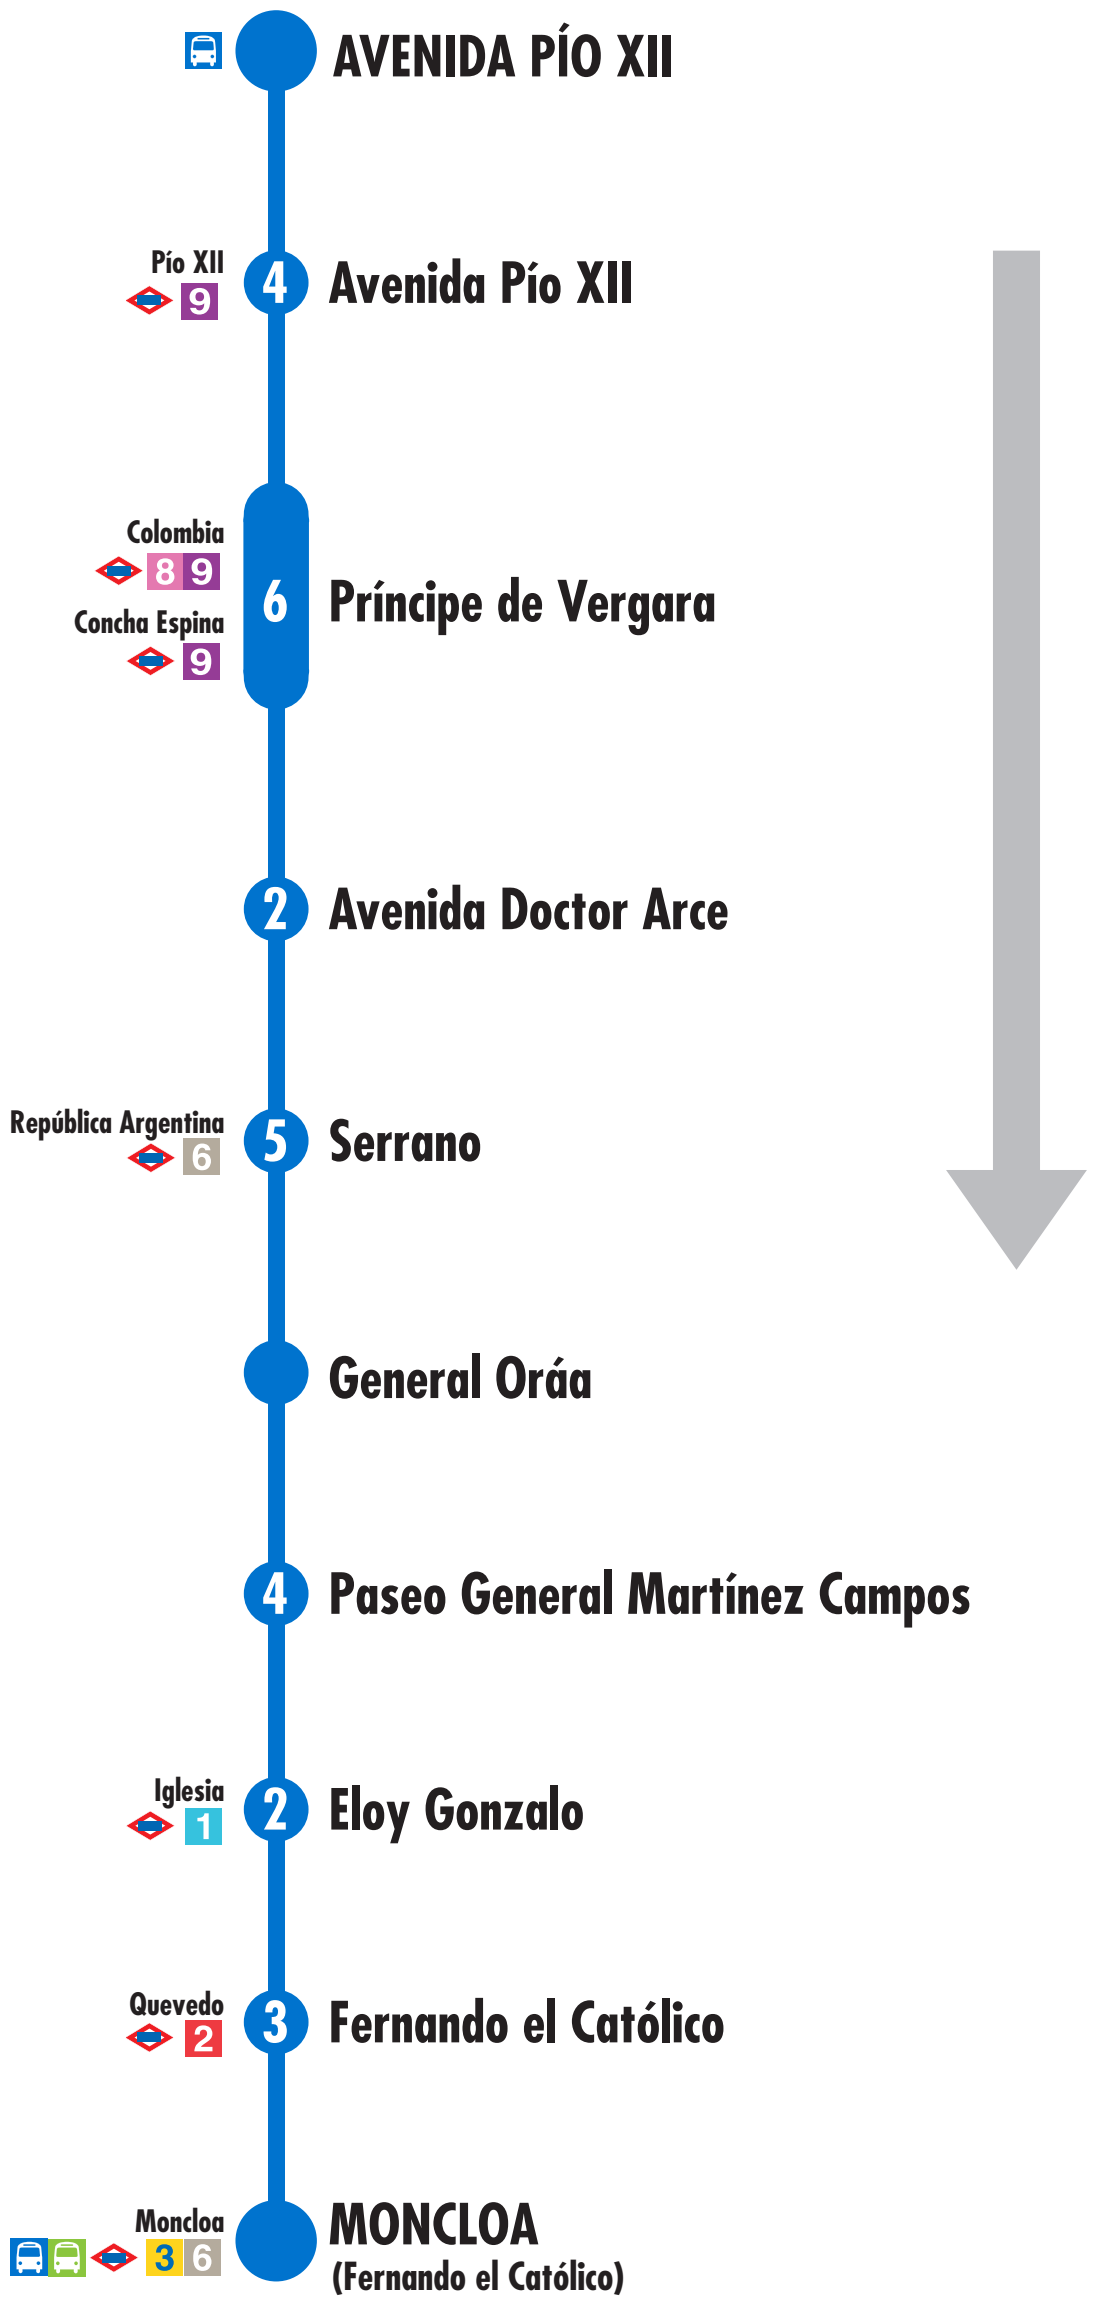 AVENIDA PÍO XII
Pío XII
9
4
Avenida Pío XII
Colombia
8 9
Concha Espina
9
6
Príncipe de Vergara
2
Avenida Doctor Arce
República Argentina
6
5
Serrano
General Oráa
4
Paseo General Martínez Campos
Iglesia
1
2
Eloy Gonzalo
Quevedo
2
3
Fernando el Católico
Moncloa
3 6
MONCLOA
(Fernando el Católico)